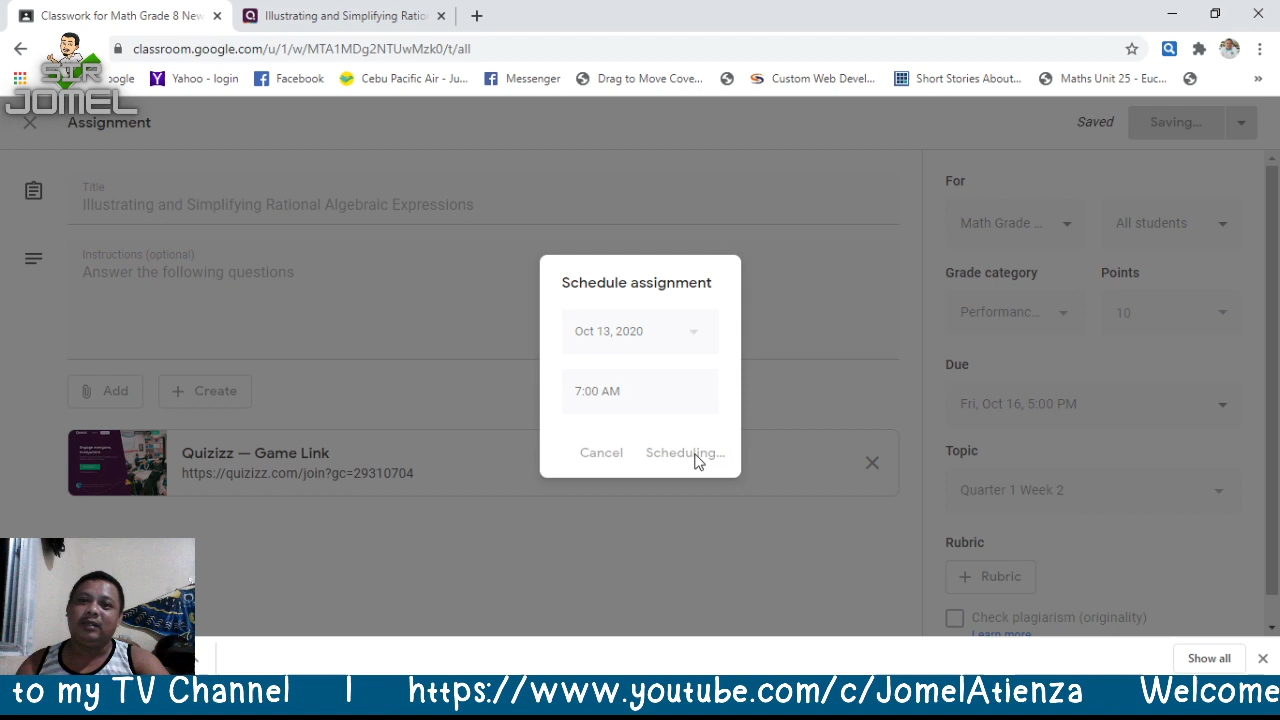 Classwork for Math Grade 8 New
Illustrating and Simplifying Ratio
classroom.google.com/u/1/w/MTA1MDg2NTUwMzk0/t/all
SIR
JOMEL
ogle
Yahoo - login
Facebook
Cebu Pacific Air - Ju...
Messenger
Drag to Move Cove...
Custom Web Devel...
Short Stories About...
Maths Unit 25 - Euc...
Assignment
Saved
Saving...
Title
Illustrating and Simplifying Rational Algebraic Expressions
Instructions (optional)
Answer the following questions
Add
Create
Quizizz — Game Link
https://quizizz.com/join?gc=29310704
Schedule assignment
Oct 13, 2020
7:00 AM
Cancel
Scheduling...
For
Math Grade ...
All students
Grade category
Points
Performanc...
10
Due
Fri, Oct 16, 5:00 PM
Topic
Quarter 1 Week 2
Rubric
Rubric
Check plagiarism (originality)
Learn more
Show all
to my TV Channel | https://www.youtube.com/c/JomelAtienza Welcome